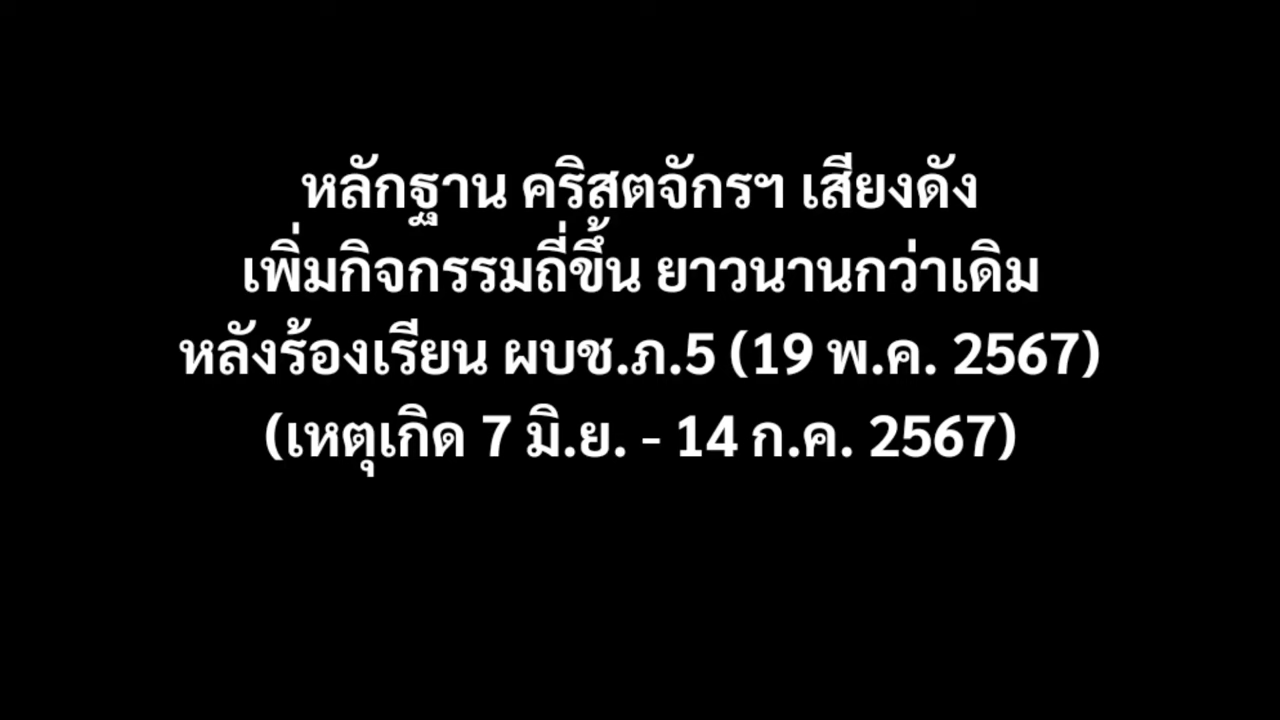 หลักฐาน คริสตจักรฯ เสียงดัง
เพิ่มกิจกรรมถี่ขึ้น ยาวนานกว่าเดิม
หลังร้องเรียน ผบช.ภ.5 (19 พ.ค. 2567)
(เหตุเกิด 7 มิ.ย. - 14 ก.ค. 2567)